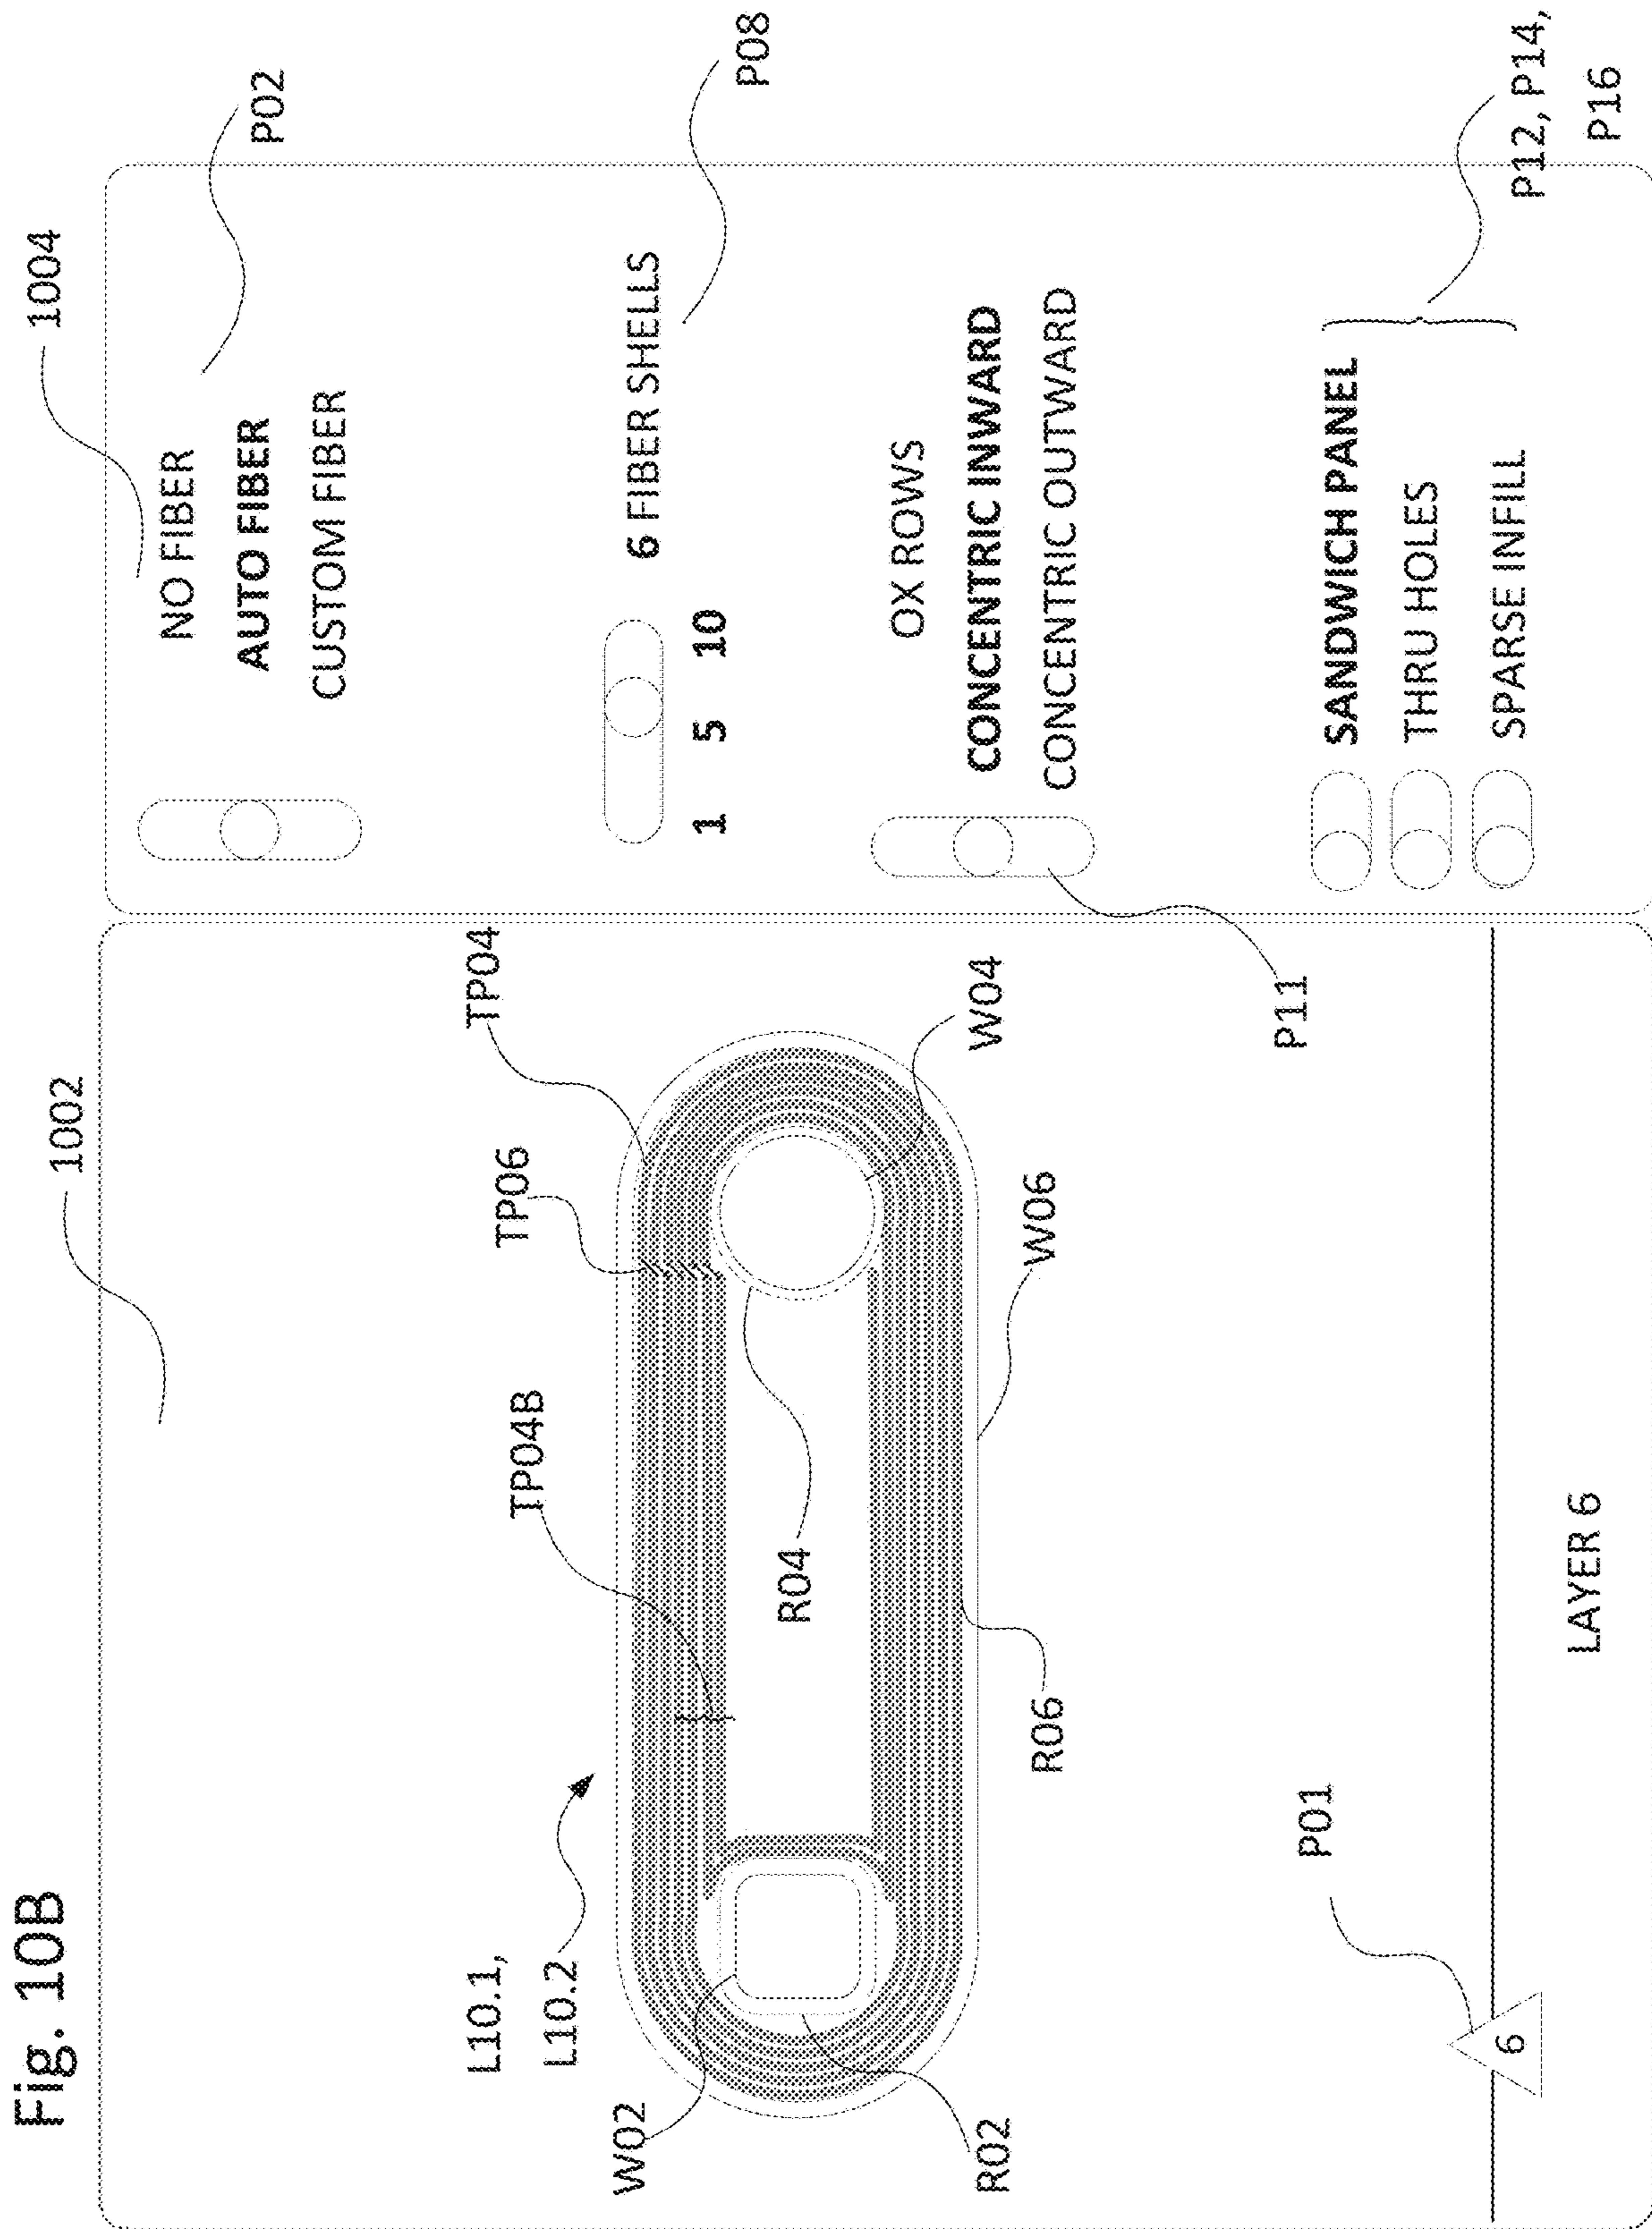 Fig. 10B
1002
1004
P02
NO FIBER
AUTO FIBER
CUSTOM FIBER
P08
6 FIBER SHELLS
1 5 10
OX ROWS
CONCENTRIC INWARD
CONCENTRIC OUTWARD
P11
SANDWICH PANEL
THRU HOLES
SPARSE INFILL
P12, P14,
P16
L10.1,
L10.2
TP04B
TP06
TP04
W02
R04
W04
R02
R06
W06
P01
6
LAYER 6